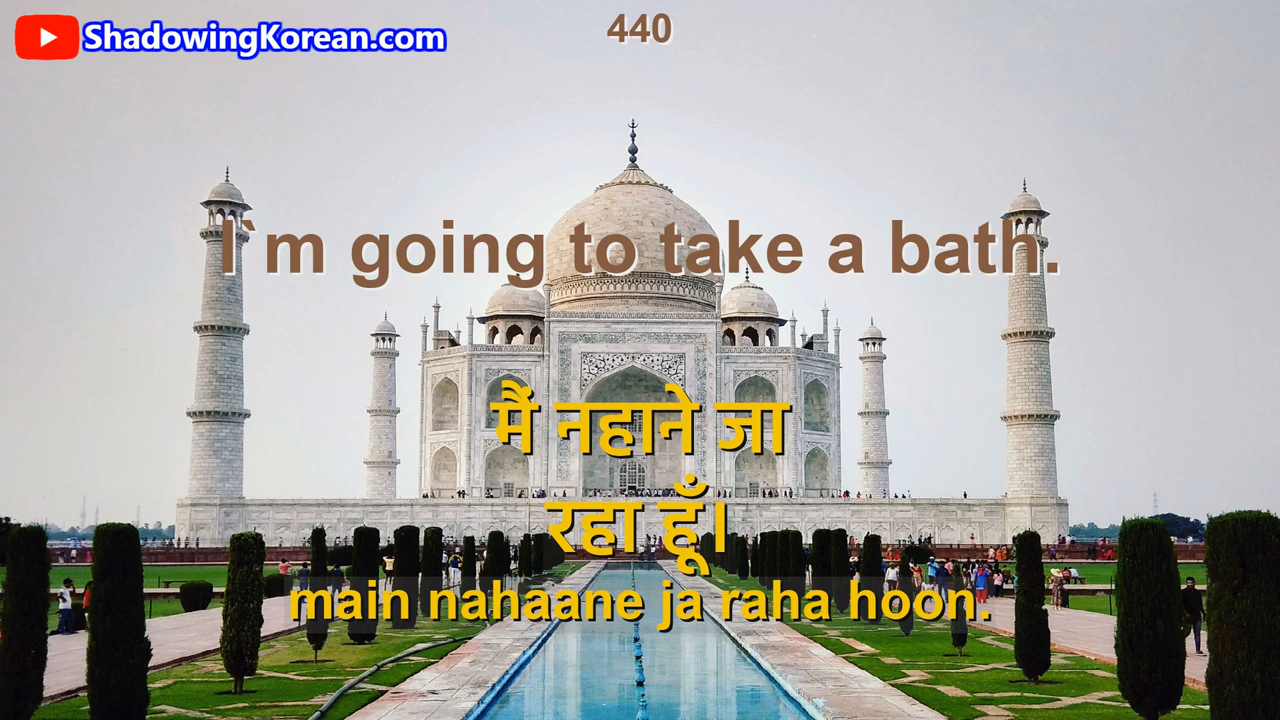 ShadowingKorean.com
440
I`m going to take a bath.
मैं नहाने जा
रहा हूँ।
main nahaane ja raha hoon.